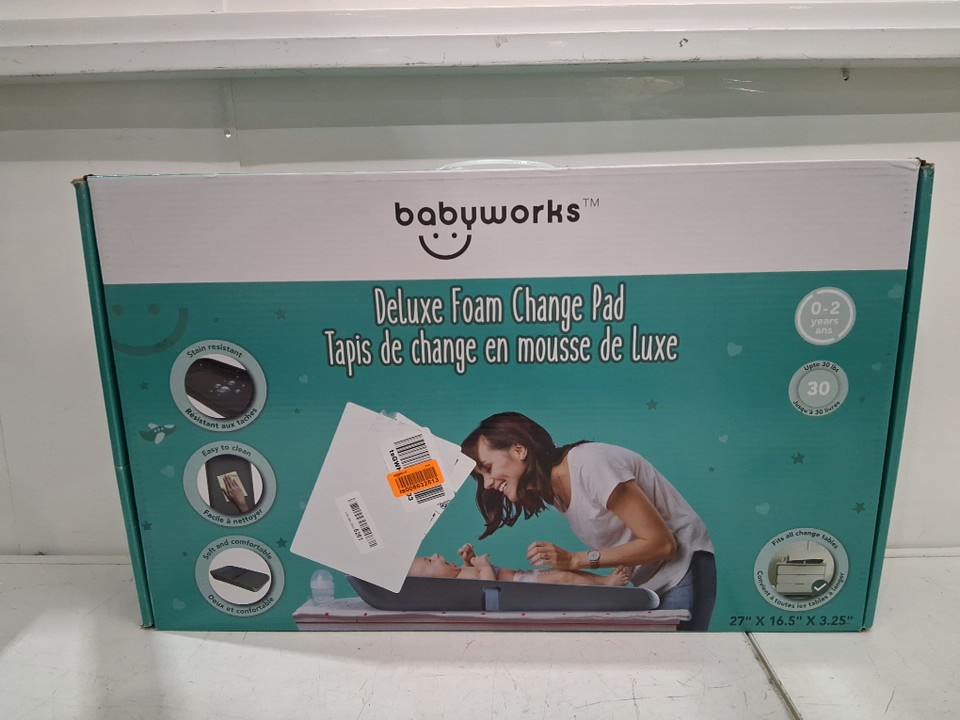 babyworks™
Deluxe Foam Change Pad
Tapis de change en mousse de luxe
0-2
years
ans
Upto 30 lbs
30
Jusqu'à 30 livres
Stain resistant
Résistant aux taches
Easy to clean
Facile à nettoyer
Soft and comfortable
Doux et confortable
Fits all change tables
27" X 16.5" X 3.25"